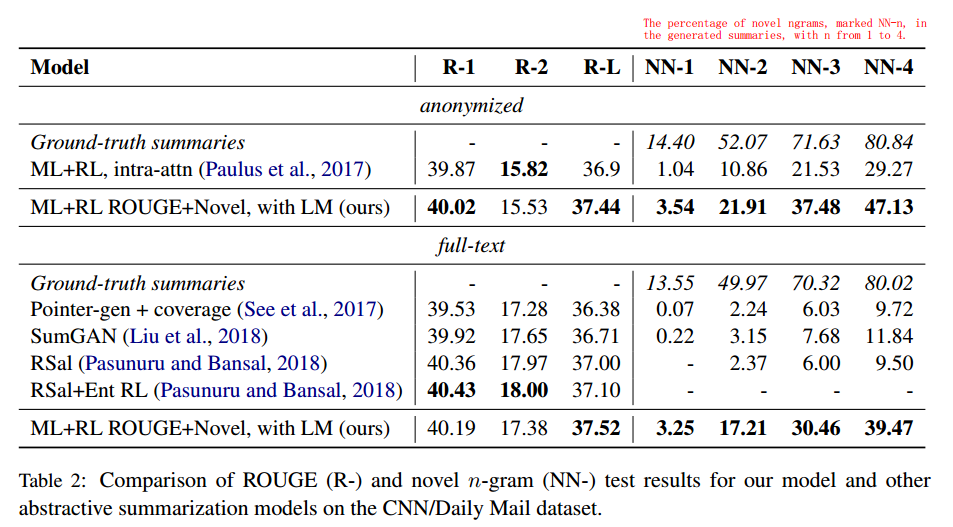 The percentage of novel ngrams, marked NN-n, in
the generated summaries, with n from 1 to 4.
Model R-1 R-2 R-L NN-1 NN-2 NN-3 NN-4
anonymized
Ground-truth summaries - - - 14.40 52.07 71.63 80.84
ML+RL, intra-attn (Paulus et al., 2017) 39.87 15.82 36.9 1.04 10.86 21.53 29.27
ML+RL ROUGE+Novel, with LM (ours) 40.02 15.53 37.44 3.54 21.91 37.48 47.13
full-text
Ground-truth summaries - - - 13.55 49.97 70.32 80.02
Pointer-gen + coverage (See et al., 2017) 39.53 17.28 36.38 0.07 2.24 6.03 9.72
SumGAN (Liu et al., 2018) 39.92 17.65 36.71 0.22 3.15 7.68 11.84
RSal (Pasunuru and Bansal, 2018) 40.36 17.97 37.00 - 2.37 6.00 9.50
RSal+Ent RL (Pasunuru and Bansal, 2018) 40.43 18.00 37.10 - - - -
ML+RL ROUGE+Novel, with LM (ours) 40.19 17.38 37.52 3.25 17.21 30.46 39.47
Table 2: Comparison of ROUGE (R-) and novel n-gram (NN-) test results for our model and other
abstractive summarization models on the CNN/Daily Mail dataset.